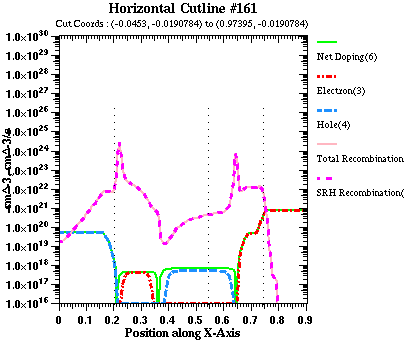 Horizontal Cutline #161
Cut Coords : (-0.0453, -0.0190784) to (0.97395, -0.0190784)
1.0x10^30
1.0x10^29
1.0x10^28
1.0x10^27
1.0x10^26
1.0x10^25
1.0x10^24
1.0x10^23
1.0x10^22
1.0x10^21
1.0x10^20
1.0x10^19
1.0x10^18
1.0x10^17
1.0x10^16
cm^-3, cm^-3/s
0 0.1 0.2 0.3 0.4 0.5 0.6 0.7 0.8 0.9
Position along X-Axis
Net Doping(6)
Electron(3)
Hole(4)
Total Recombination
SRH Recombination(